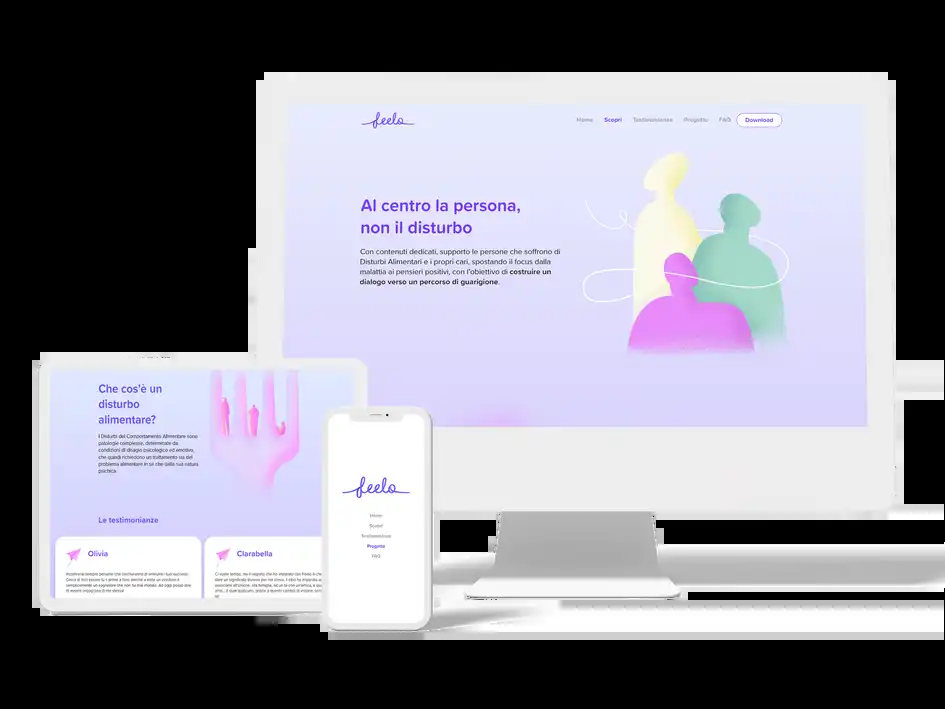 feelo
Home Scopri Testimonianze Progetto FAQ Download
Al centro la persona,
non il disturbo
Con contenuti dedicati, supporto le persone che soffrono di
Disturbi Alimentari e i propri cari, spostando il focus dalla
malattia ai pensieri positivi, con l'obiettivo di costruire un
dialogo verso un percorso di guarigione.
Che cos'è un
disturbo
alimentare?
I Disturbi del Comportamento Alimentare sono
patologie complesse, determinate da
condizioni di disagio psicologico ed emotivo,
che quindi richiedono un trattamento sia del
problema alimentare in sé che della sua natura
psichica.
Le testimonianze
Olivia
Clarabella
feelo
Home
Scopri
Testimonianze
Progetto
FAQ